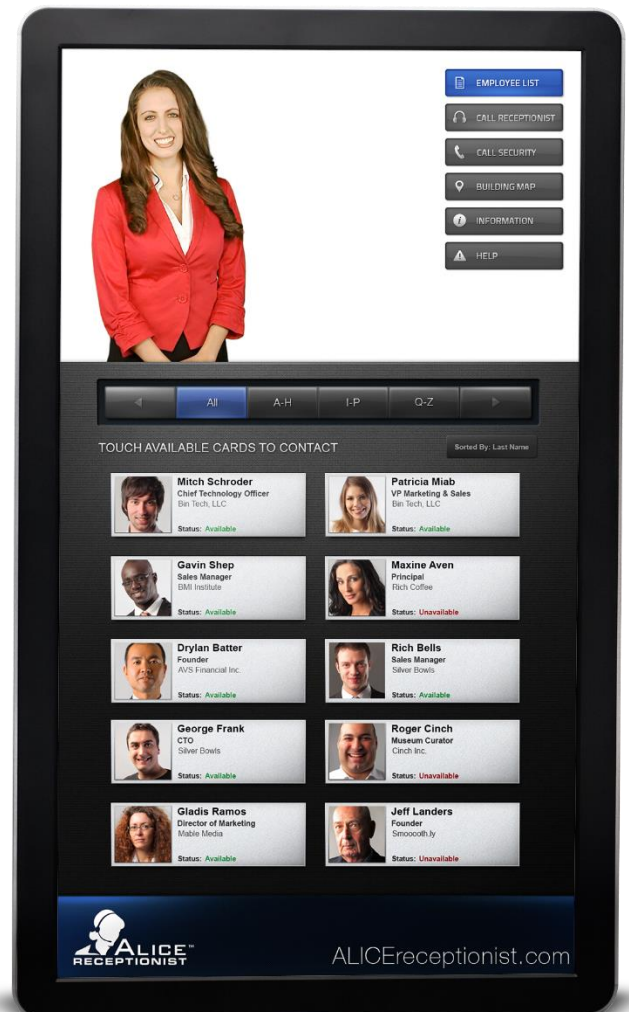 EMPLOYEE LIST
CALL RECEPTIONIST
CALL SECURITY
BUILDING MAP
INFORMATION
HELP
All A-H I-P Q-Z
TOUCH AVAILABLE CARDS TO CONTACT
Sorted By: Last Name
Mitch Schroder
Chief Technology Officer
Bin Tech, LLC
Status: Available
Patricia Miab
VP Marketing & Sales
Bin Tech, LLC
Status: Available
Gavin Shep
Sales Manager
BMI Institute
Status: Available
Maxine Aven
Principal
Rich Coffee
Status: Unavailable
Drylan Batter
Founder
AVS Financial Inc.
Status: Available
Rich Bells
Sales Manager
Silver Bowls
Status: Available
George Frank
CTO
Silver Bowls
Status: Available
Roger Cinch
Museum Curator
Cinch Inc.
Status: Unavailable
Gladis Ramos
Director of Marketing
Mable Media
Status: Available
Jeff Landers
Founder
Smooooth.ly
Status: Unavailable
ALICE™
RECEPTIONIST
ALICEreceptionist.com